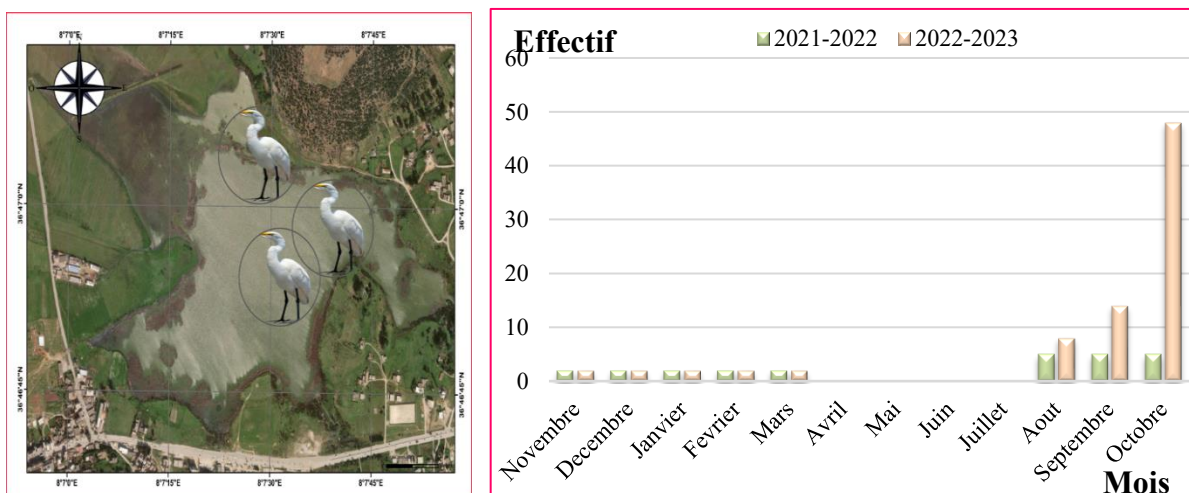 8°7'0"E 8°7'15"E 8°7'30"E 8°7'45"E
N
O E
S
36°47'0"N 36°47'0"N
36°46'45"N 36°46'45"N
8°7'0"E 8°7'15"E 8°7'30"E 8°7'45"E
Effectif
2021-2022 2022-2023
60
50
40
30
20
10
0
Novembre Decembre Janvier Fevrier Mars Avril Mai Juin Juillet Aout Septembre Octobre
Mois